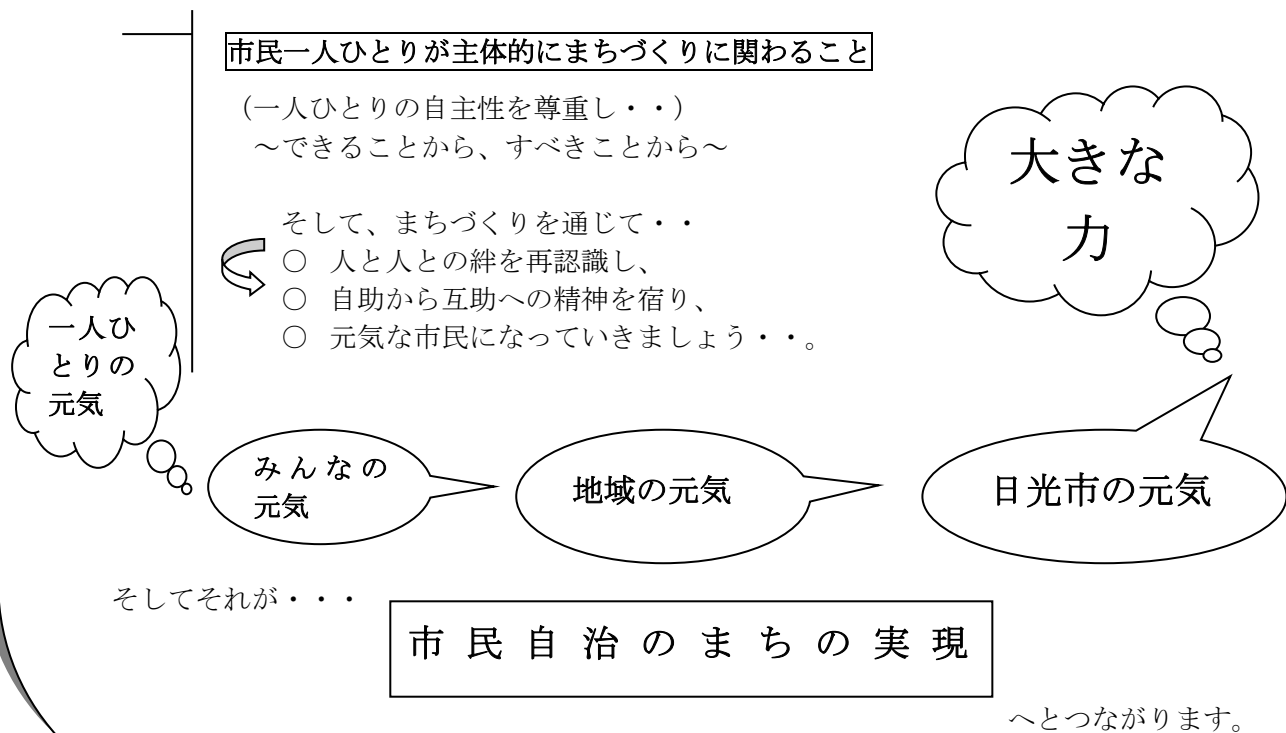 市民一人ひとりが主体的にまちづくりに関わること
（一人ひとりの自主性を尊重し・・）
～できることから、すべきことから～
そして、まちづくりを通じて・・
○ 人と人との絆を再認識し、
○ 自助から互助への精神を宿り、
○ 元気な市民になっていきましょう・・。
大きな
力
一人ひ
とりの
元気
みんなの
元気
地域の元気
日光市の元気
そしてそれが・・・
市民自治のまちの実現
へとつながります。